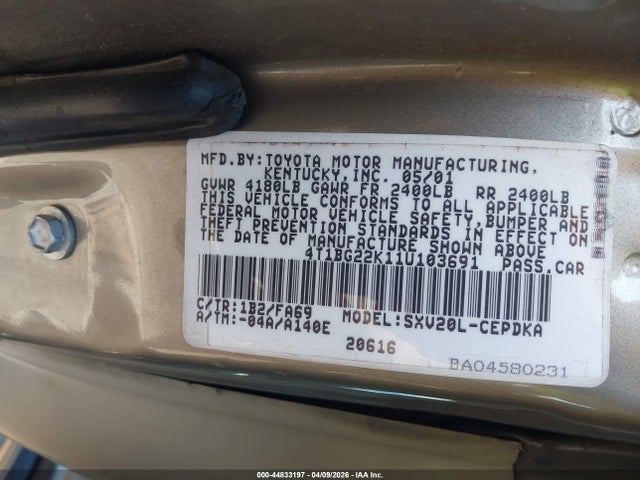 MFD.BY:TOYOTA MOTOR MANUFACTURING,
KENTUCKY,INC. 05/01
GVWR 4180LB GAWR FR 2400LB RR 2400LB
THIS VEHICLE CONFORMS TO ALL APPLICABLE
FEDERAL MOTOR VEHICLE SAFETY, BUMPER AND
THEFT PREVENTION STANDARDS IN EFFECT ON
THE DATE OF MANUFACTURE SHOWN ABOVE
4T1BG22K11U103691 PASS.CAR
C/TR:1B2/FA69 MODEL:SXV20L-CEPDKA
A/TM:-04A/A140E
20616
BA04580231
000-44833197 - 04/09/2026 - IAA Inc.